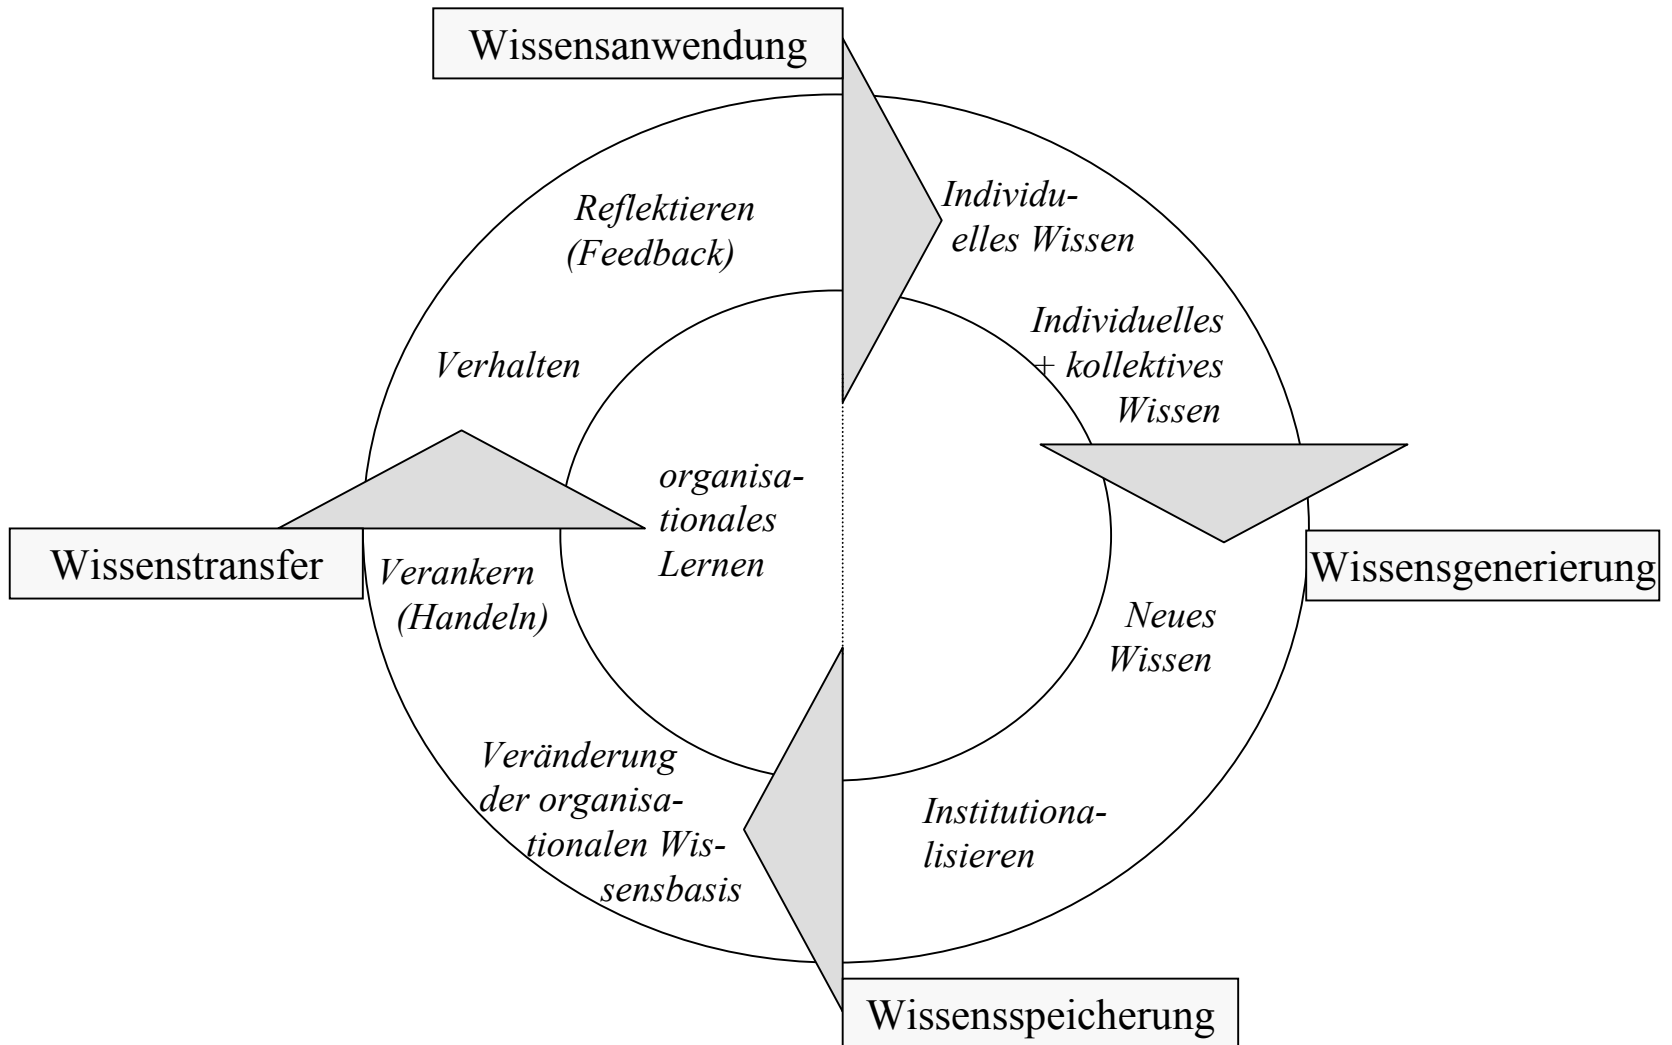 Wissensanwendung
Reflektieren
(Feedback)
Individu-
elles Wissen
Individuelles
+ kollektives
Wissen
Verhalten
organisa-
tionales
Lernen
Wissenstransfer
Wissensgenerierung
Verankern
(Handeln)
Neues
Wissen
Veränderung
der organisa-
tionalen Wis-
sensbasis
Institutiona-
lisieren
Wissensspeicherung